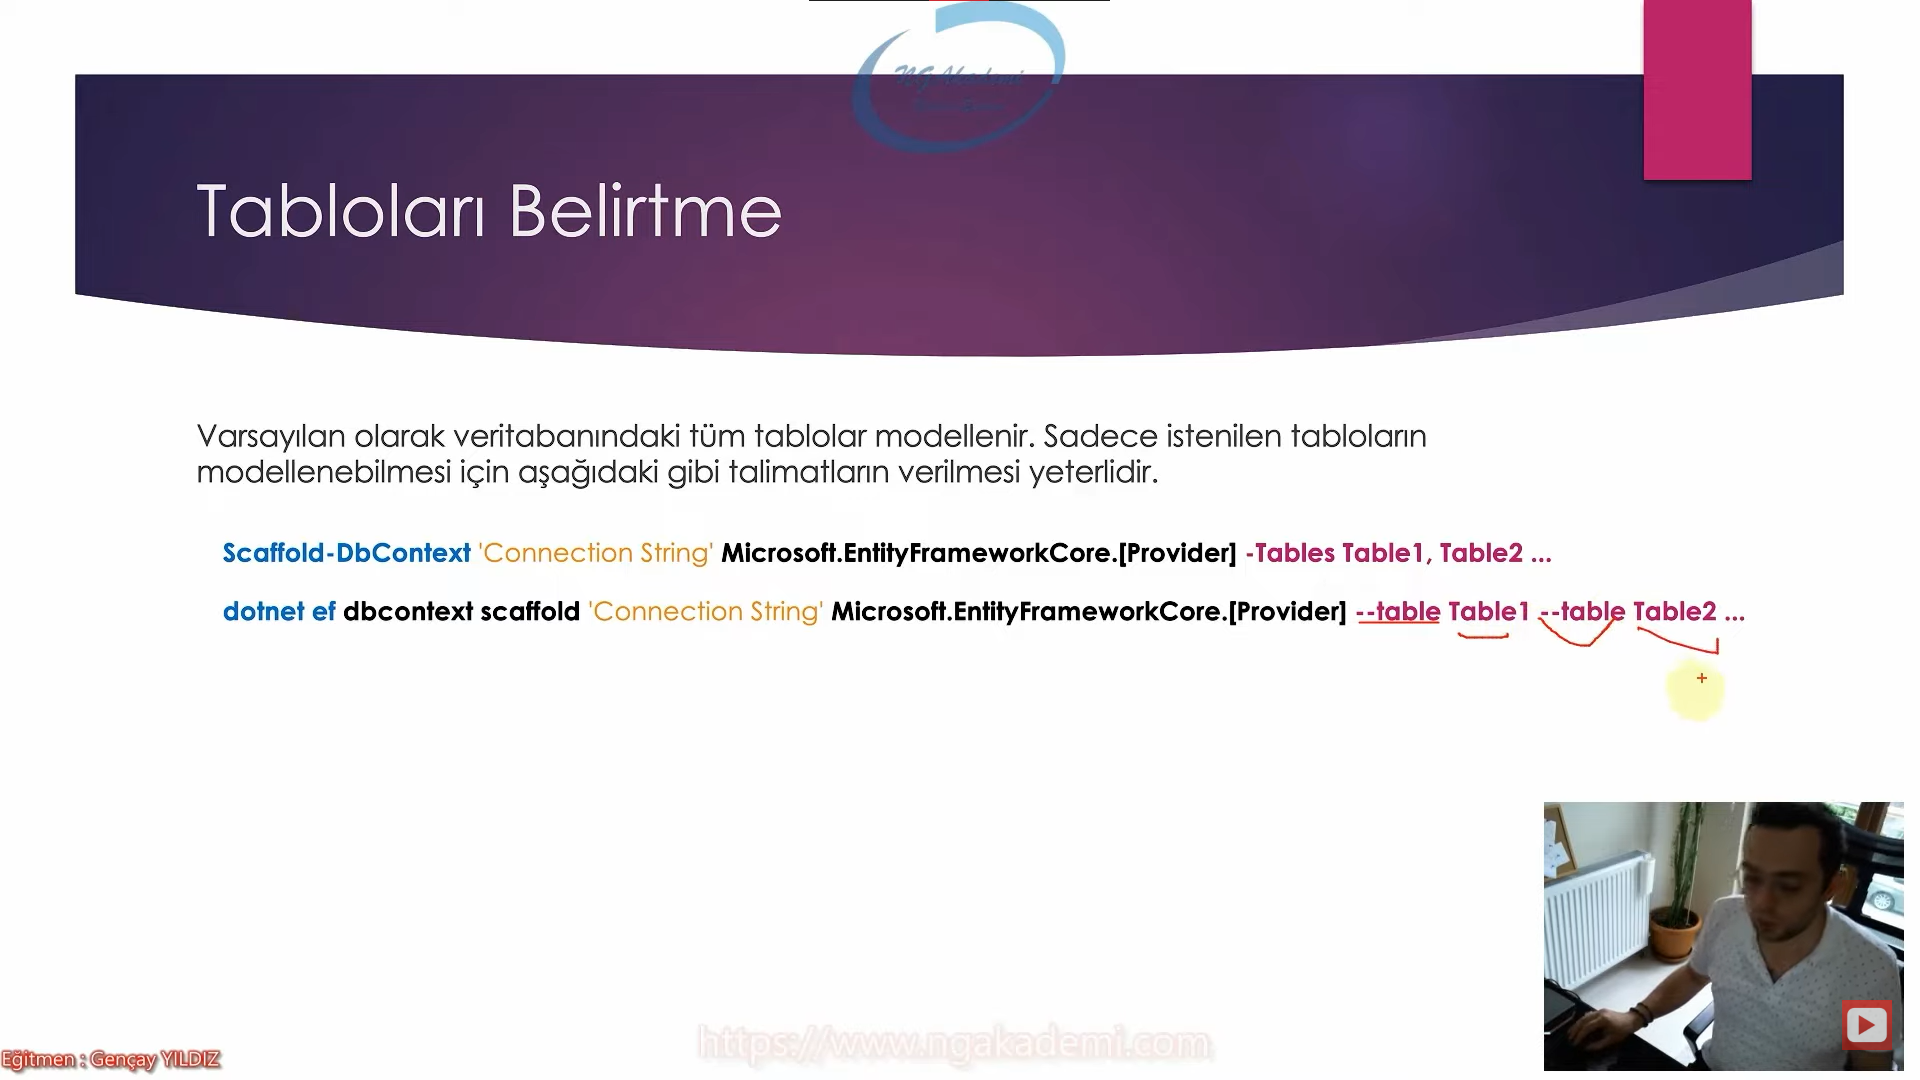 NGAkademi
Tabloları Belirtme
Varsayılan olarak veritabanındaki tüm tablolar modellenir. Sadece istenilen tabloların
modellenebilmesi için aşağıdaki gibi talimatların verilmesi yeterlidir.
Scaffold-DbContext 'Connection String' Microsoft.EntityFrameworkCore.[Provider] -Tables Table1, Table2 ...
dotnet ef dbcontext scaffold 'Connection String' Microsoft.EntityFrameworkCore.[Provider] --table Table1 --table Table2 ...
https://www.ngakademi.com
Eğitmen : Gençay YILDIZ